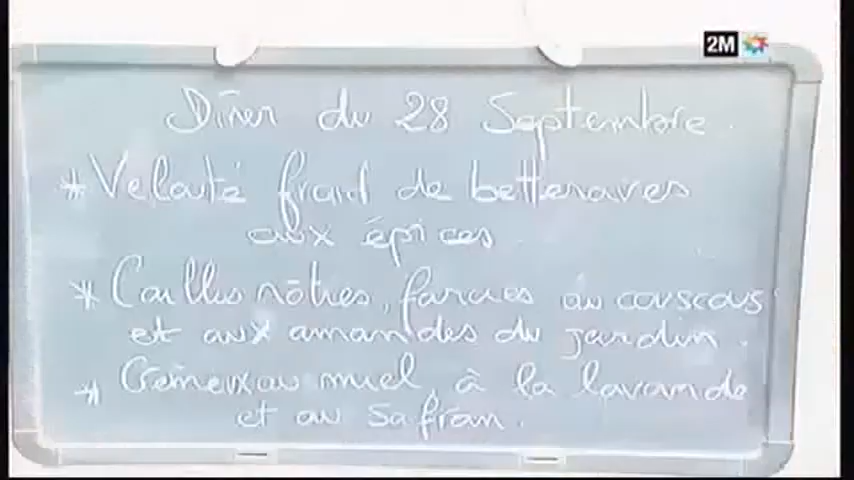 2M
Dîner du 28 Septembre.
* Velouté froid de betteraves
aux épices
* Cailles rôties, farcies au couscous
et aux amandes du jardin.
* Crémeux au miel, à la lavande
et au safran.